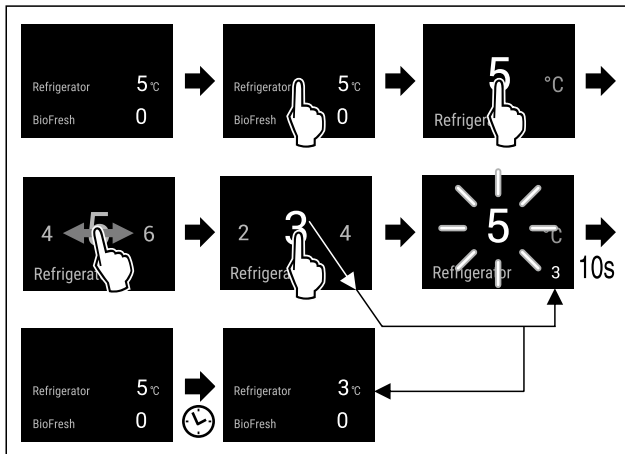 Refrigerator 5 °C
BioFresh 0
Refrigerator 5 °C
BioFresh 0
5 °C
Refriger
4 5 6
Refrigerat
2 3 4
Refrigera
5 °C
Refrigerator 3
10s
Refrigerator 5 °C
BioFresh 0
Refrigerator 3 °C
BioFresh 0